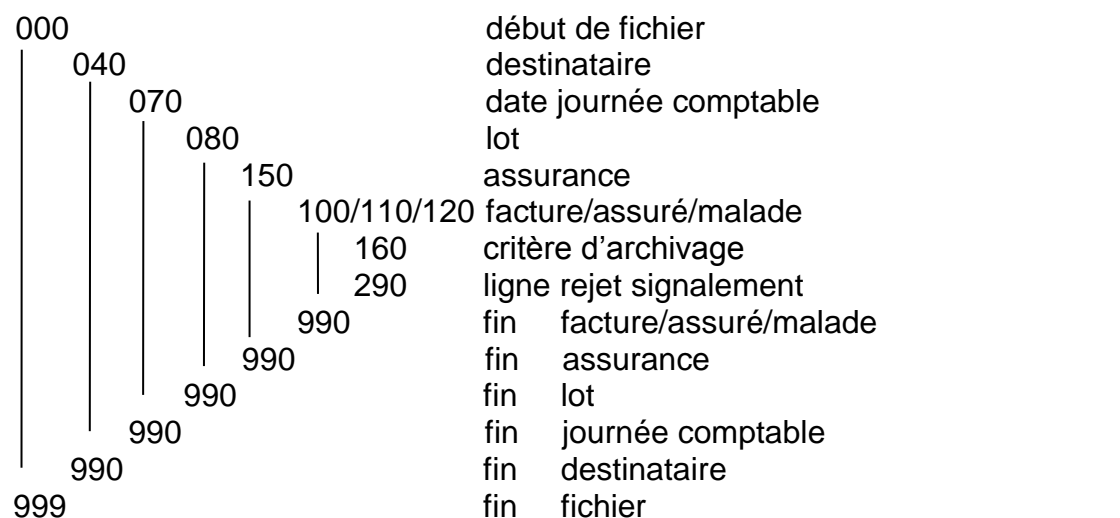 000 début de fichier
040 destinataire
070 date journée comptable
080 lot
150 assurance
100/110/120 facture/assuré/malade
160 critère d'archivage
290 ligne rejet signalement
990 fin facture/assuré/malade
990 fin assurance
990 fin lot
990 fin journée comptable
990 fin destinataire
999 fin fichier